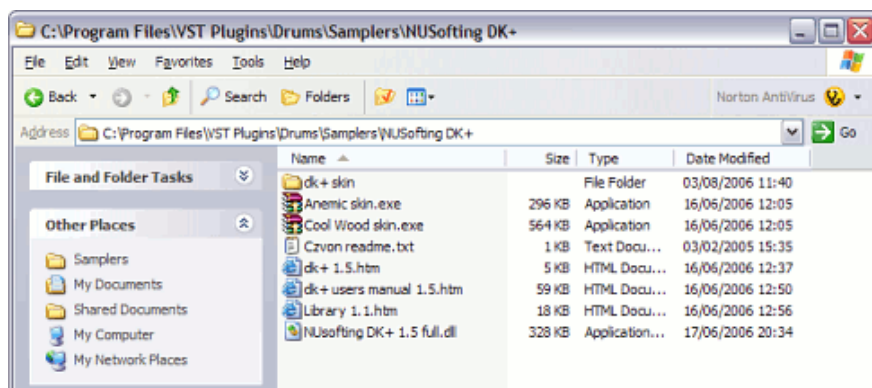 C:\Program Files\VST Plugins\Drums\Samplers\NUSofting DK+
File Edit View Favorites Tools Help
Back Search Folders Norton AntiVirus
Address C:\Program Files\VST Plugins\Drums\Samplers\NUSofting DK+ Go
Name Size Type Date Modified
File and Folder Tasks
dk+ skin File Folder 03/08/2006 11:40
Anemic skin.exe 296 KB Application 16/06/2006 12:05
Other Places
Cool Wood skin.exe 564 KB Application 16/06/2006 12:05
Czvon readme.txt 1 KB Text Docu... 03/02/2005 15:35
Samplers
dk+ 1.5.htm 5 KB HTML Docu... 16/06/2006 12:37
My Documents
dk+ users manual 1.5.htm 59 KB HTML Docu... 16/06/2006 12:50
Shared Documents
Library 1.1.htm 18 KB HTML Docu... 16/06/2006 12:56
My Computer
NUsofting DK+ 1.5 full.dll 328 KB Application... 17/06/2006 20:34
My Network Places